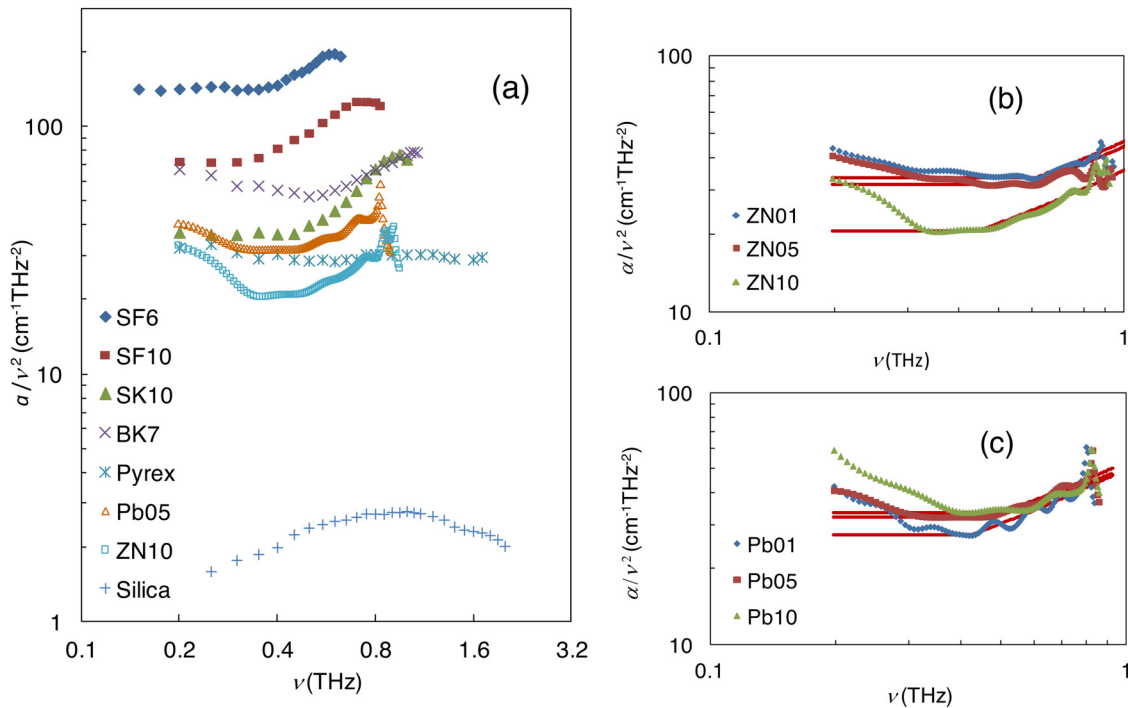 (a)
100
10
1
α/ν² (cm⁻¹THz⁻²)
SF6
SF10
SK10
BK7
Pyrex
Pb05
ZN10
Silica
0.1 0.2 0.4 0.8 1.6 3.2
ν(THz)
(b)
100
10
α/ν² (cm⁻¹THz⁻²)
ZN01
ZN05
ZN10
0.1 1
ν(THz)
(c)
100
10
α/ν² (cm⁻¹THz⁻²)
Pb01
Pb05
Pb10
0.1 1
ν(THz)